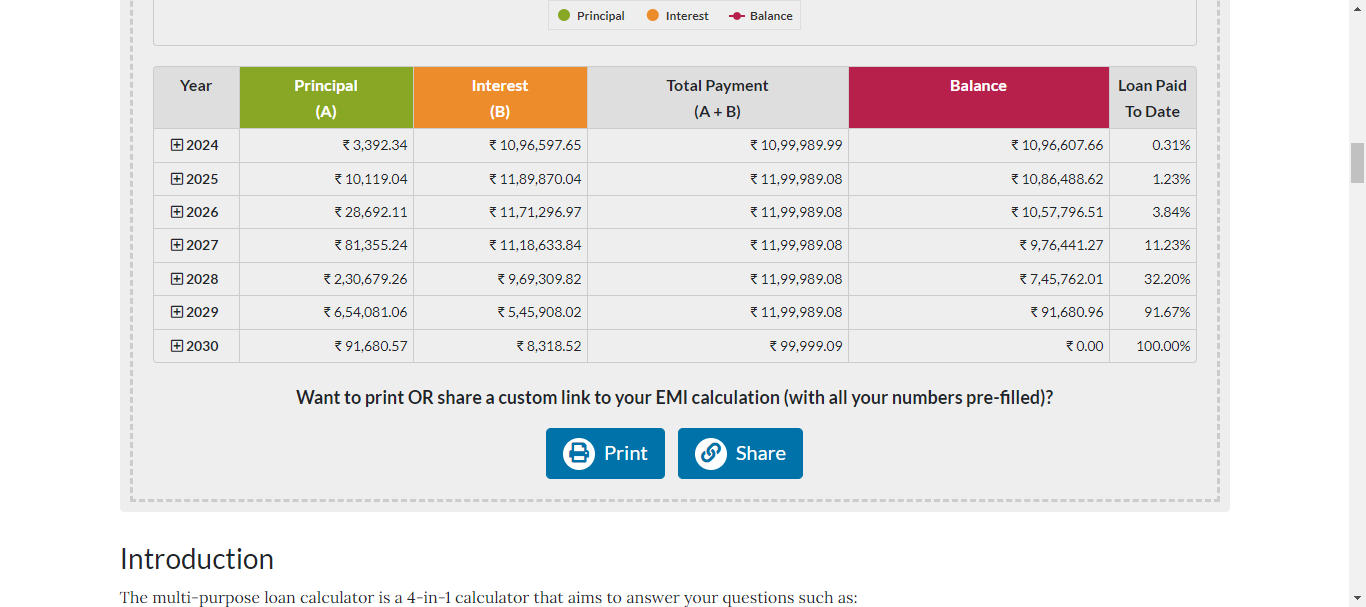 Principal Interest Balance
Year Principal Interest Total Payment Balance Loan Paid
(A) (B) (A + B) To Date
2024 ₹ 3,392.34 ₹ 10,96,597.65 ₹ 10,99,989.99 ₹ 10,96,607.66 0.31%
2025 ₹ 10,119.04 ₹ 11,89,870.04 ₹ 11,99,989.08 ₹ 10,86,488.62 1.23%
2026 ₹ 28,692.11 ₹ 11,71,296.97 ₹ 11,99,989.08 ₹ 10,57,796.51 3.84%
2027 ₹ 81,355.24 ₹ 11,18,633.84 ₹ 11,99,989.08 ₹ 9,76,441.27 11.23%
2028 ₹ 2,30,679.26 ₹ 9,69,309.82 ₹ 11,99,989.08 ₹ 7,45,762.01 32.20%
2029 ₹ 6,54,081.06 ₹ 5,45,908.02 ₹ 11,99,989.08 ₹ 91,680.96 91.67%
2030 ₹ 91,680.57 ₹ 8,318.52 ₹ 99,999.09 ₹ 0.00 100.00%
Want to print OR share a custom link to your EMI calculation (with all your numbers pre-filled)?
Print Share
Introduction
The multi-purpose loan calculator is a 4-in-1 calculator that aims to answer your questions such as: